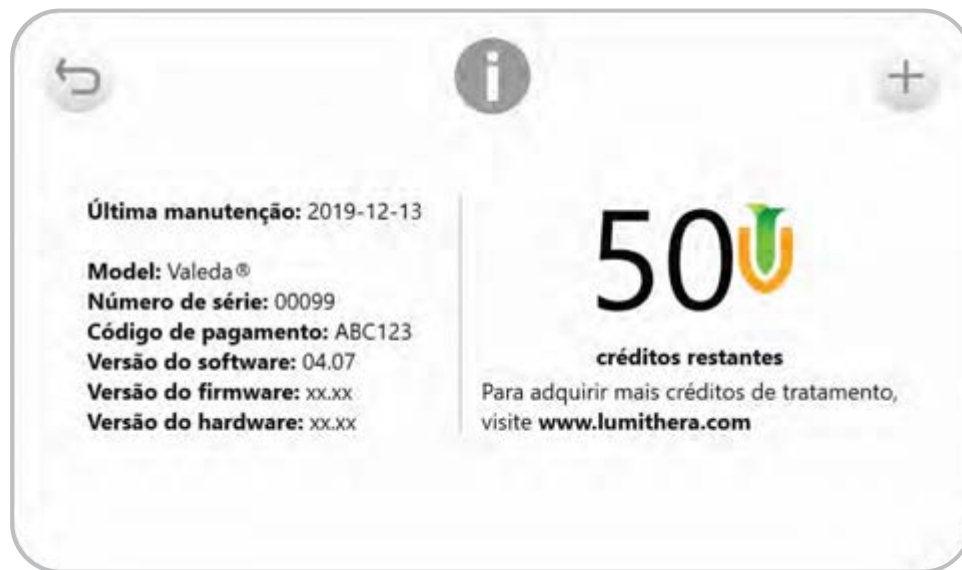 Última manutenção: 2019-12-13
Model: Valeda®
Número de série: 00099
Código de pagamento: ABC123
Versão do software: 04.07
Versão do firmware: xx.xx
Versão do hardware: xx.xx
50
créditos restantes
Para adquirir mais créditos de tratamento,
visite www.lumithera.com